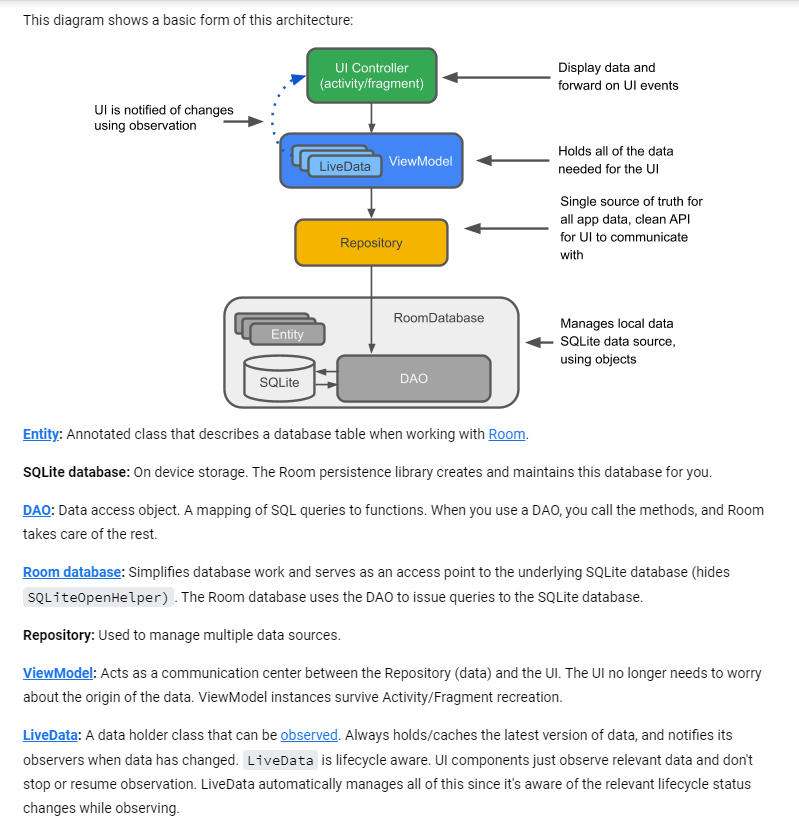 This diagram shows a basic form of this architecture:
UI Controller
(activity/fragment)
Display data and
forward on UI events
UI is notified of changes
using observation
LiveData
ViewModel
Holds all of the data
needed for the UI
Single source of truth for
all app data, clean API
for UI to communicate
with
Repository
RoomDatabase
Entity
SQLite
DAO
Manages local data
SQLite data source,
using objects
Entity: Annotated class that describes a database table when working with Room.
SQLite database: On device storage. The Room persistence library creates and maintains this database for you.
DAO: Data access object. A mapping of SQL queries to functions. When you use a DAO, you call the methods, and Room
takes care of the rest.
Room database: Simplifies database work and serves as an access point to the underlying SQLite database (hides
SQLiteOpenHelper). The Room database uses the DAO to issue queries to the SQLite database.
Repository: Used to manage multiple data sources.
ViewModel: Acts as a communication center between the Repository (data) and the UI. The UI no longer needs to worry
about the origin of the data. ViewModel instances survive Activity/Fragment recreation.
LiveData: A data holder class that can be observed. Always holds/caches the latest version of data, and notifies its
observers when data has changed. LiveData is lifecycle aware. UI components just observe relevant data and don't
stop or resume observation. LiveData automatically manages all of this since it's aware of the relevant lifecycle status
changes while observing.